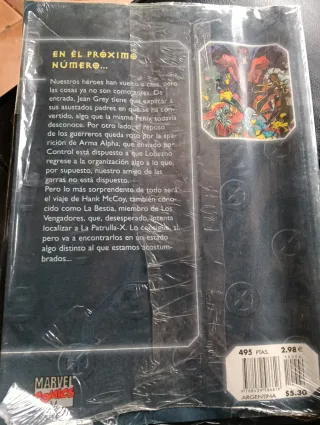 EN EL PRÓXIMO
NÚMERO...
Nuestros héroes han vuelto a casa, pero
las cosas ya no son como antes. De
entrada, Jean Grey tiene que explicar a
sus asustados padres en qué se ha con-
vertido, algo que la misma Fénix todavía
desconoce. Por otro lado, el reposo
de los guerreros queda roto por la apa-
rición de Arma Alpha, que enviado por
Control está dispuesto a que Lobezno
regrese a la organización algo a lo que,
por supuesto, nuestro amigo de las
garras no está dispuesto.
Pero lo más sorprendente de todo será
el viaje de Hank McCoy, también cono-
cido como La Bestia, miembro de Los
Vengadores, que, desesperado, intenta
localizar a La Patrulla-X. Lo consigue, sí,
pero va a encontrarlos en un estado
algo distinto al que estamos acostum-
brados...
495 PTAS. 2.98 €
MARVEL
COMICS
ARGENTINA $5.30